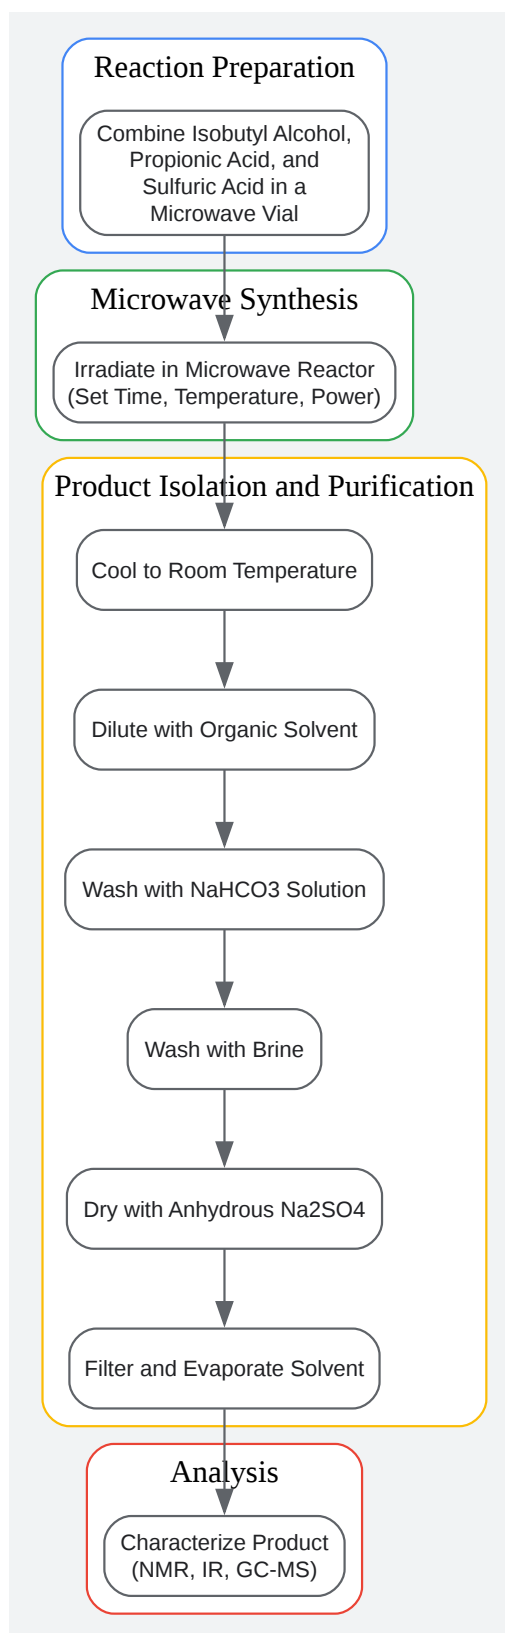 Reaction Preparation
Combine Isobutyl Alcohol,
Propionic Acid, and
Sulfuric Acid in a
Microwave Vial
Microwave Synthesis
Irradiate in Microwave Reactor
(Set Time, Temperature, Power)
Product Isolation and Purification
Cool to Room Temperature
Dilute with Organic Solvent
Wash with NaHCO3 Solution
Wash with Brine
Dry with Anhydrous Na2SO4
Filter and Evaporate Solvent
Analysis
Characterize Product
(NMR, IR, GC-MS)